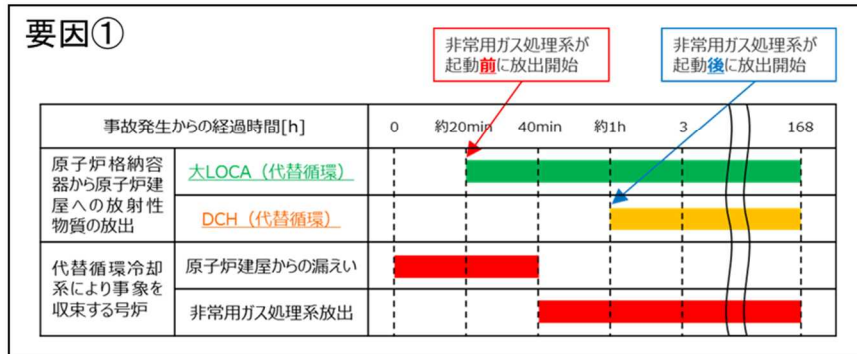 要因①
非常用ガス処理系が
起動前に放出開始
非常用ガス処理系が
起動後に放出開始
事故発生からの経過時間[h]
0 約20min 40min 約1h 3 168
原子炉格納容
器から原子炉建
屋への放射性
物質の放出
大LOCA（代替循環）
DCH（代替循環）
代替循環冷却
系により事象を
収束する号炉
原子炉建屋からの漏えい
非常用ガス処理系放出